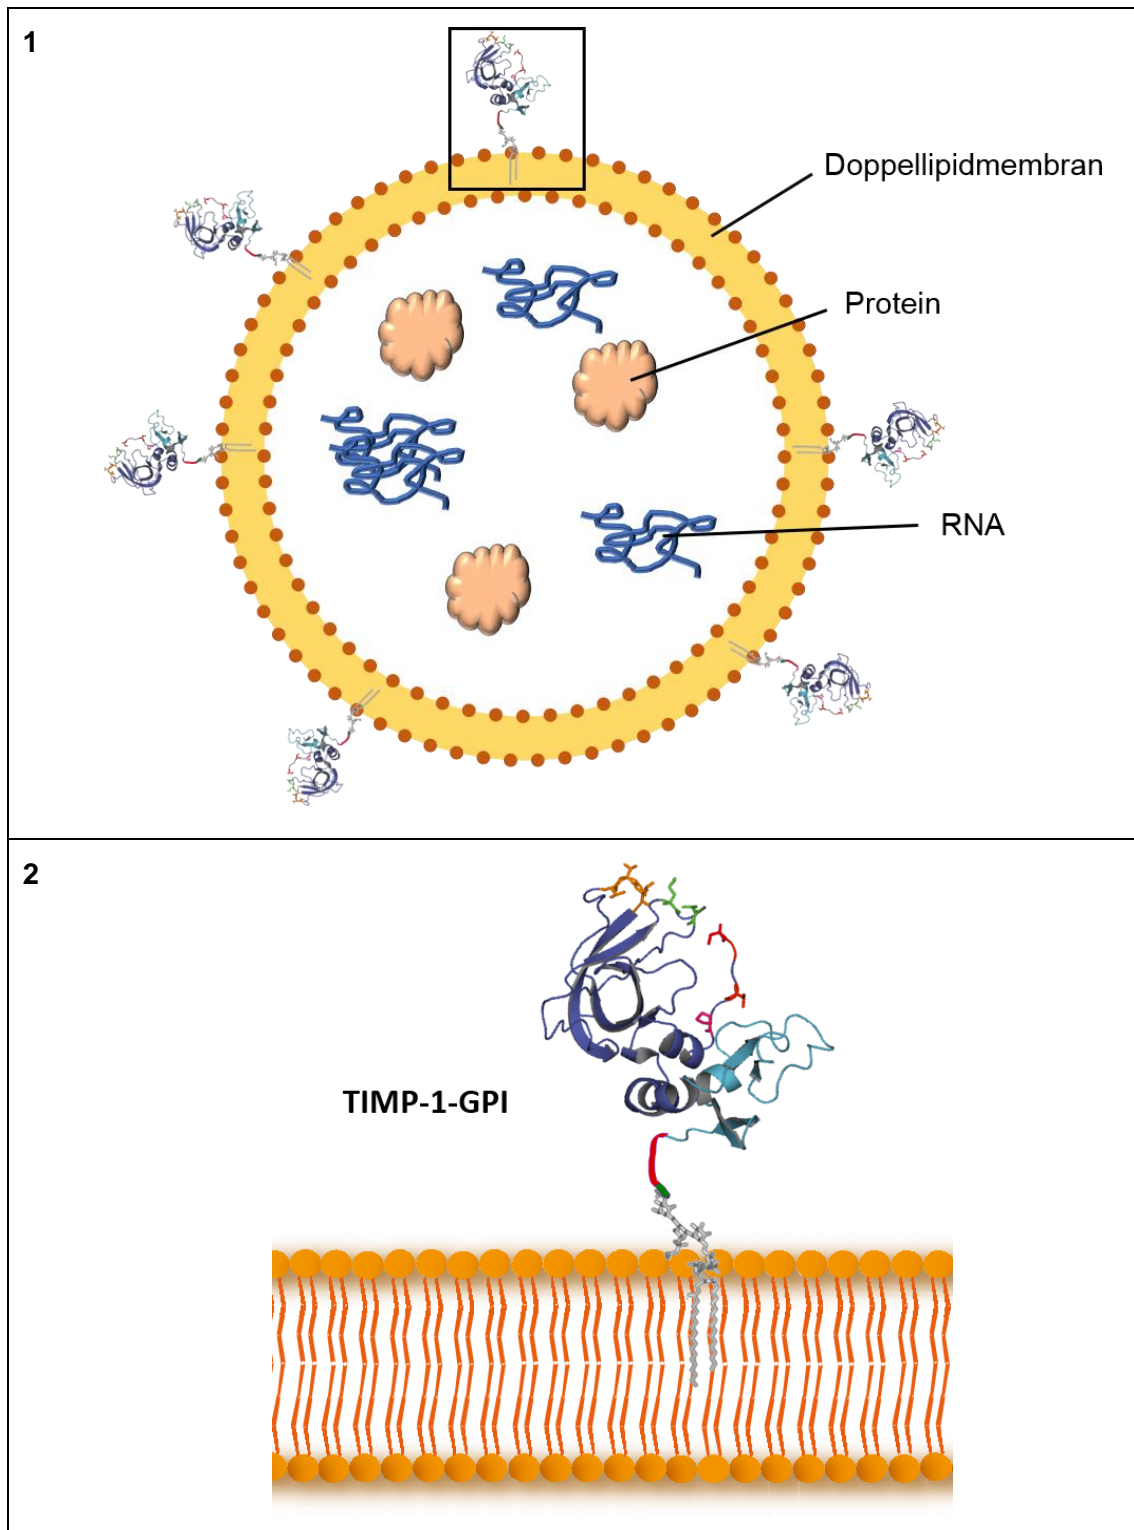 1
Doppellipidmembran
Protein
RNA
2
TIMP-1-GPI